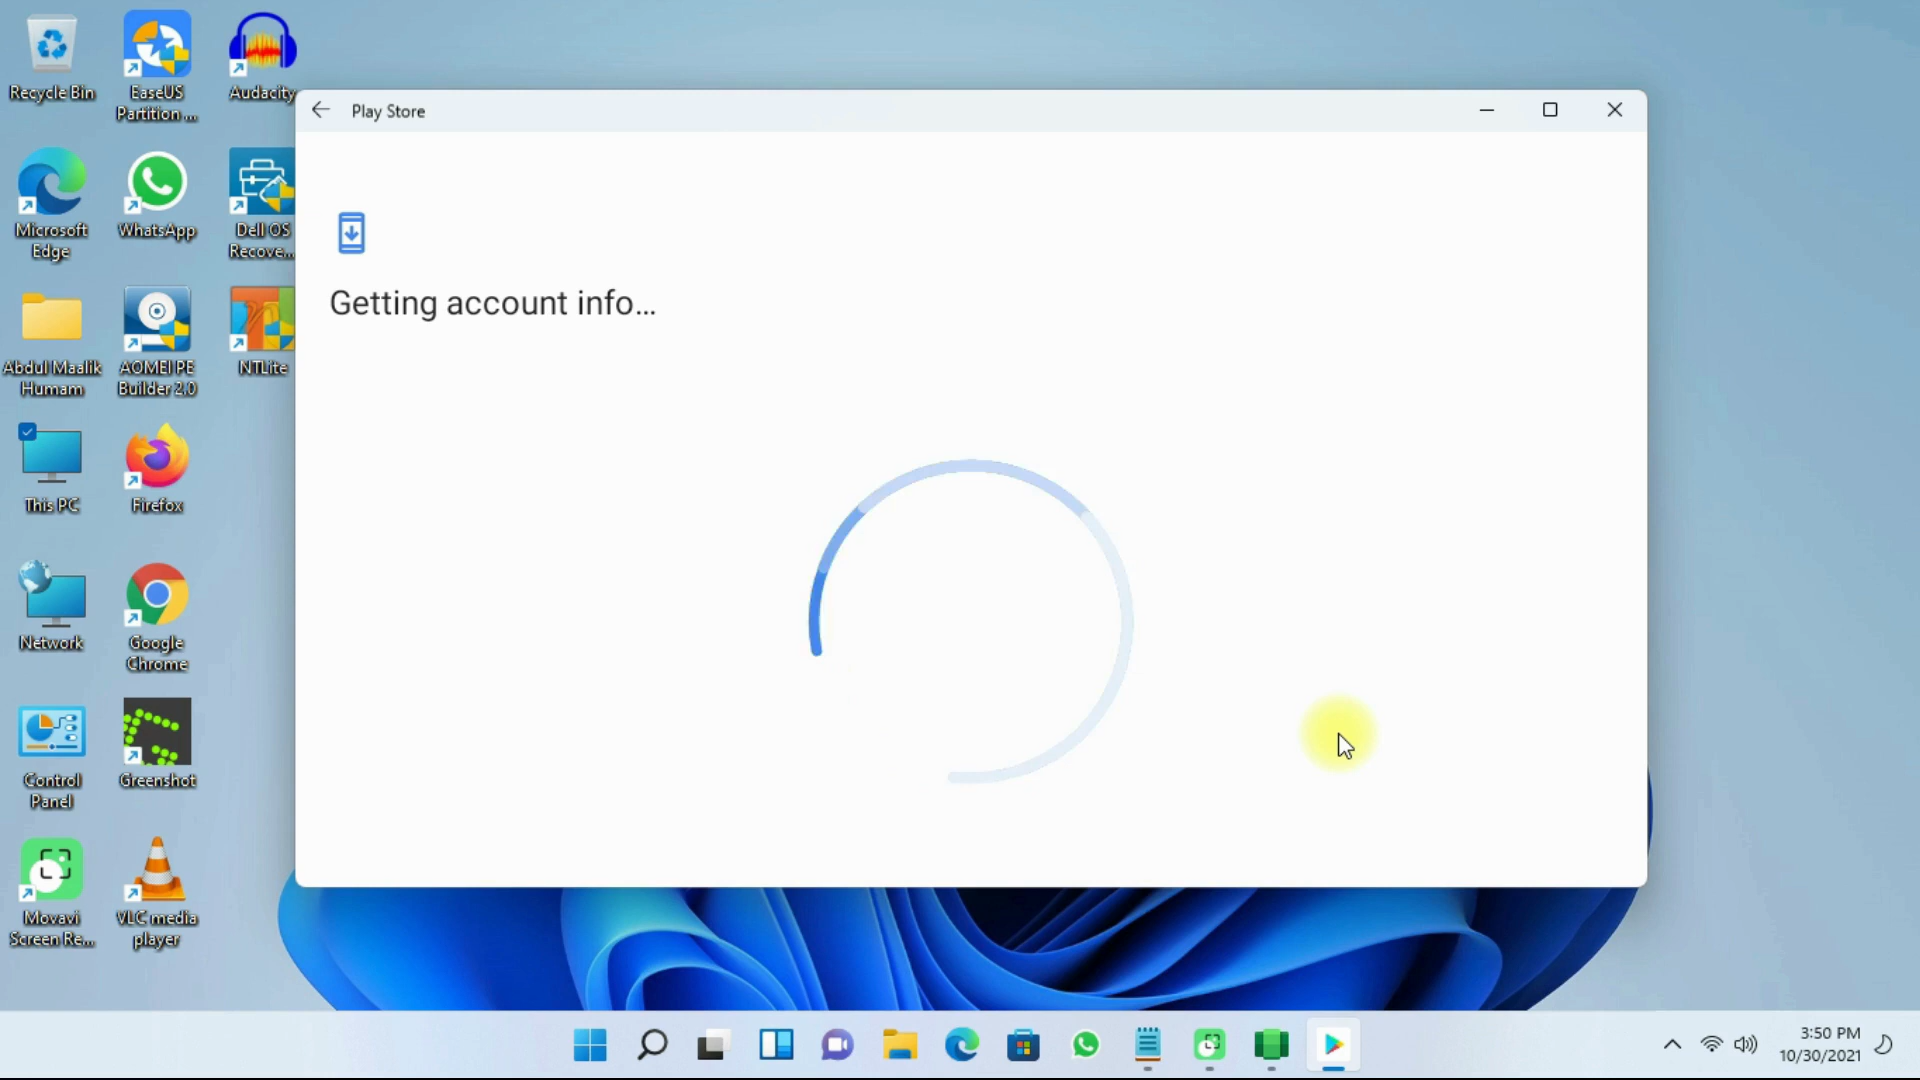 Recycle Bin
EaseUS
Partition ...
Audacity
Microsoft
Edge
WhatsApp
Dell OS
Recove...
Abdul Maalik
Humam
AOMEI PE
Builder 2.0
NTLite
This PC
Firefox
Network
Google
Chrome
Control
Panel
Greenshot
Movavi
Screen Re...
VLC media
player
Play Store
Getting account info...
3:50 PM
10/30/2021